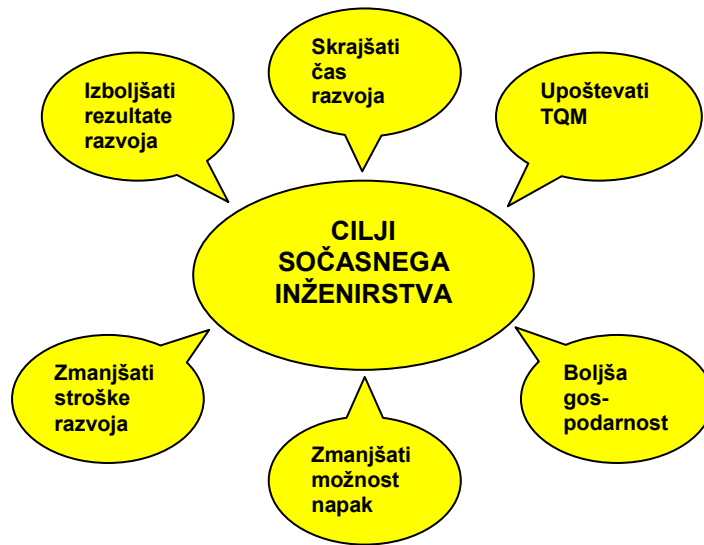 Skrajšati
čas
razvoja
Izboljšati
rezultate
razvoja
Upoštevati
TQM
CILJI
SOČASNEGA
INŽENIRSTVA
Zmanjšati
stroške
razvoja
Boljša
gos-
podarnost
Zmanjšati
možnost
napak